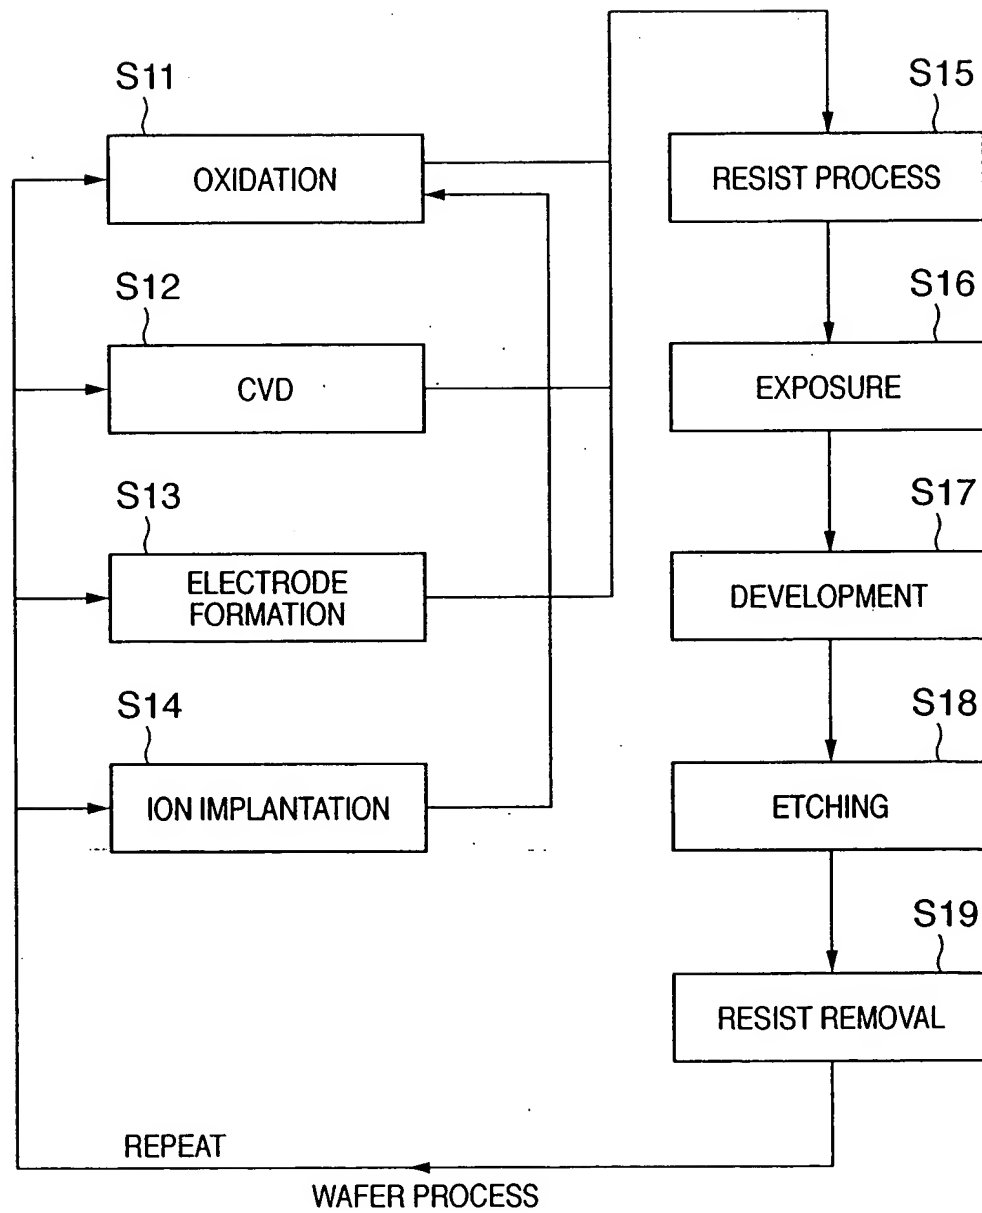 S11
OXIDATION
S12
CVD
S13
ELECTRODE
FORMATION
S14
ION IMPLANTATION
S15
RESIST PROCESS
S16
EXPOSURE
S17
DEVELOPMENT
S18
ETCHING
S19
RESIST REMOVAL
REPEAT
WAFER PROCESS